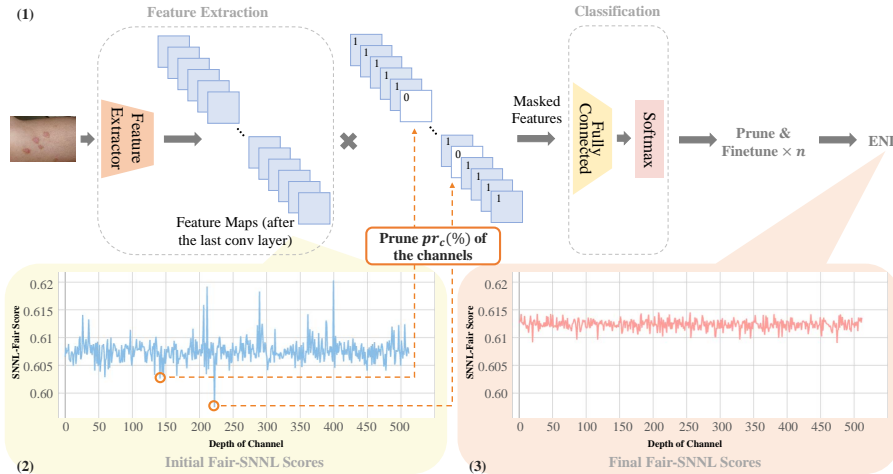 (1)
Feature Extraction
Classification
Feature
Extractor
Feature Maps (after
the last conv layer)
1
1
1
1
1
0
1
0
1
1
1
1
1
Prune pr_c(%) of
the channels
Masked
Features
Fully
Connected
Softmax
Prune &
Finetune × n
END
SNNL-Fair Score
0.62
0.615
0.61
0.605
0.60
0 50 100 150 200 250 300 350 400 450 500
Depth of Channel
(2)
Initial Fair-SNNL Scores
SNNL-Fair Score
0.62
0.615
0.61
0.605
0.60
0 50 100 150 200 250 300 350 400 450 500
Depth of Channel
(3)
Final Fair-SNNL Scores